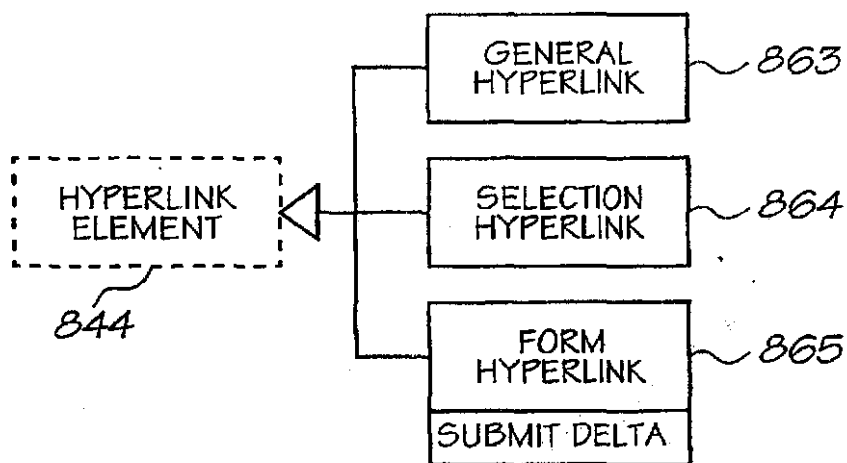 GENERAL
HYPERLINK
863
HYPERLINK
ELEMENT
844
SELECTION
HYPERLINK
864
FORM
HYPERLINK
865
SUBMIT DELTA